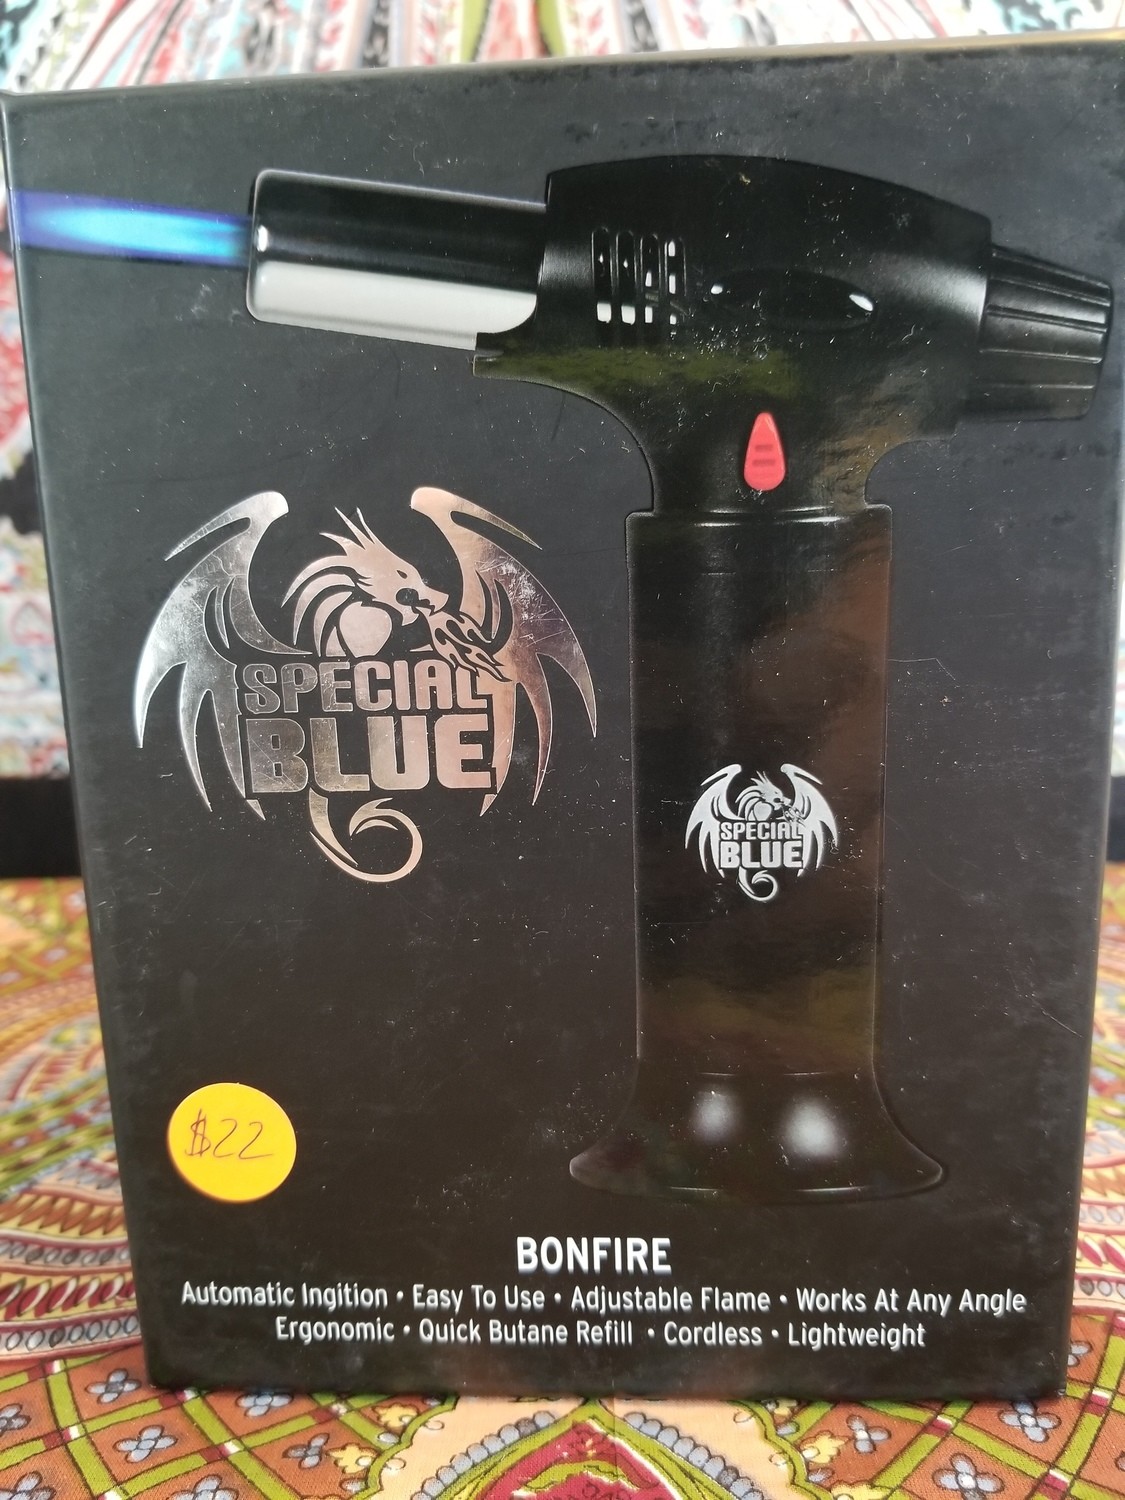 SPECIAL
BLUE
SPECIAL
BLUE
$22
BONFIRE
Automatic Ingition • Easy To Use • Adjustable Flame • Works At Any Angle
Ergonomic • Quick Butane Refill • Cordless • Lightweight